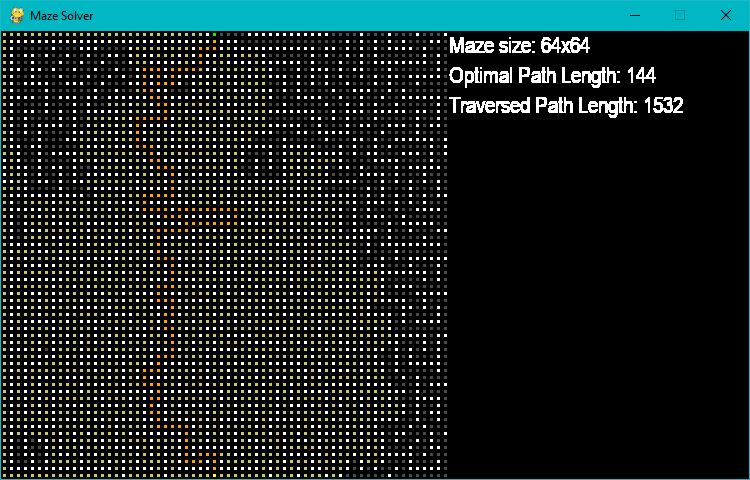 Maze Solver
Maze size: 64x64
Optimal Path Length: 144
Traversed Path Length: 1532